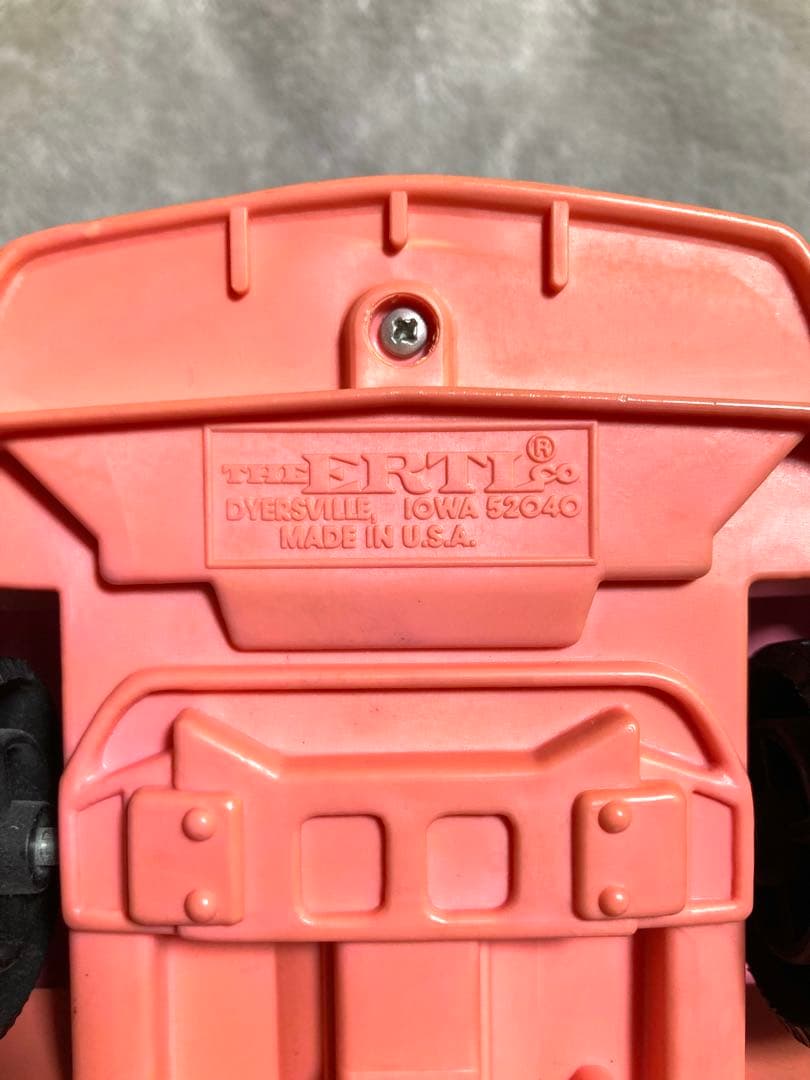 THE ERTL CO ®
DYERSVILLE, IOWA 52040
MADE IN U.S.A.